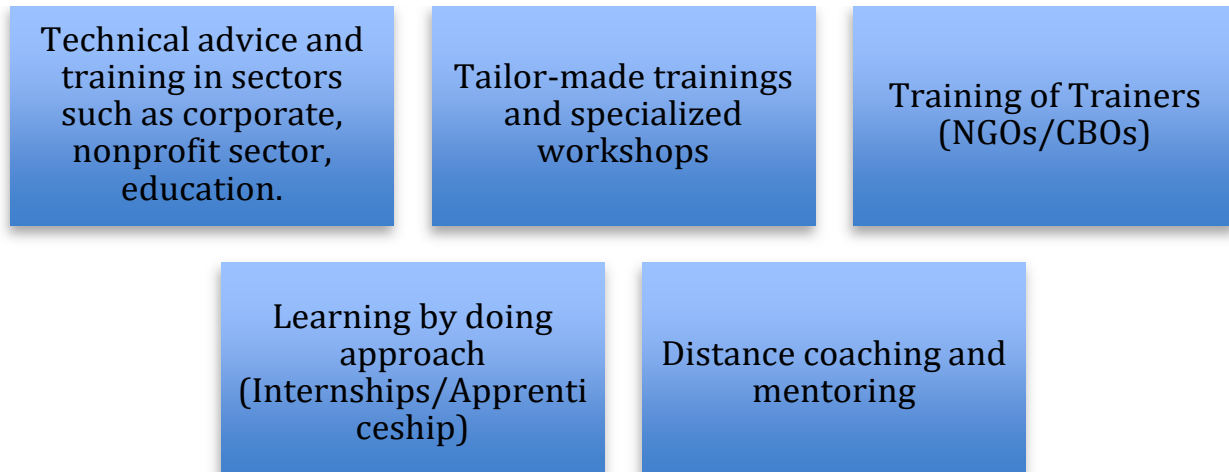 Technical advice and
training in sectors
such as corporate,
nonprofit sector,
education.
Tailor-made trainings
and specialized
workshops
Training of Trainers
(NGOs/CBOs)
Learning by doing
approach
(Internships/Apprenti
ceship)
Distance coaching and
mentoring